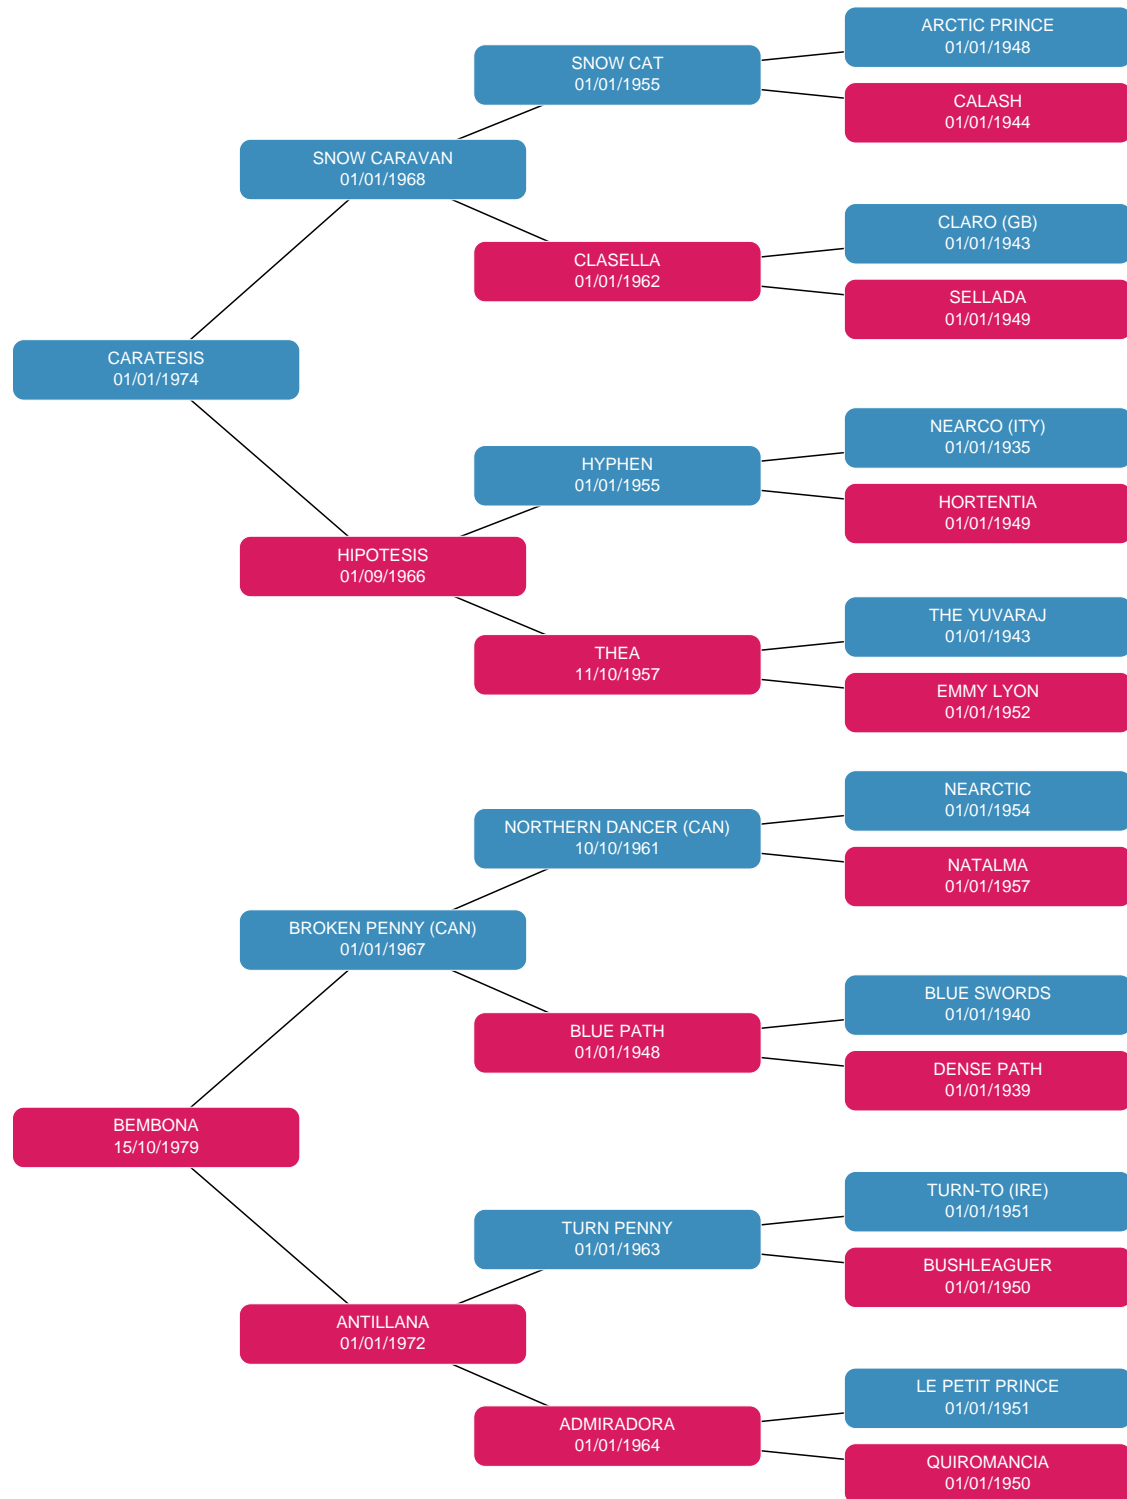 ARCTIC PRINCE
01/01/1948
SNOW CAT
01/01/1955
CALASH
01/01/1944
SNOW CARAVAN
01/01/1968
CLARO (GB)
01/01/1943
CLASELLA
01/01/1962
SELLADA
01/01/1949
CARATESIS
01/01/1974
NEARCO (ITY)
01/01/1935
HYPHEN
01/01/1955
HORTENTIA
01/01/1949
HIPOTESIS
01/09/1966
THE YUVARAJ
01/01/1943
THEA
11/10/1957
EMMY LYON
01/01/1952
NEARCTIC
01/01/1954
NORTHERN DANCER (CAN)
10/10/1961
NATALMA
01/01/1957
BROKEN PENNY (CAN)
01/01/1967
BLUE SWORDS
01/01/1940
BLUE PATH
01/01/1948
DENSE PATH
01/01/1939
BEMBONA
15/10/1979
TURN-TO (IRE)
01/01/1951
TURN PENNY
01/01/1963
BUSHLEAGUER
01/01/1950
ANTILLANA
01/01/1972
LE PETIT PRINCE
01/01/1951
ADMIRADORA
01/01/1964
QUIROMANCIA
01/01/1950